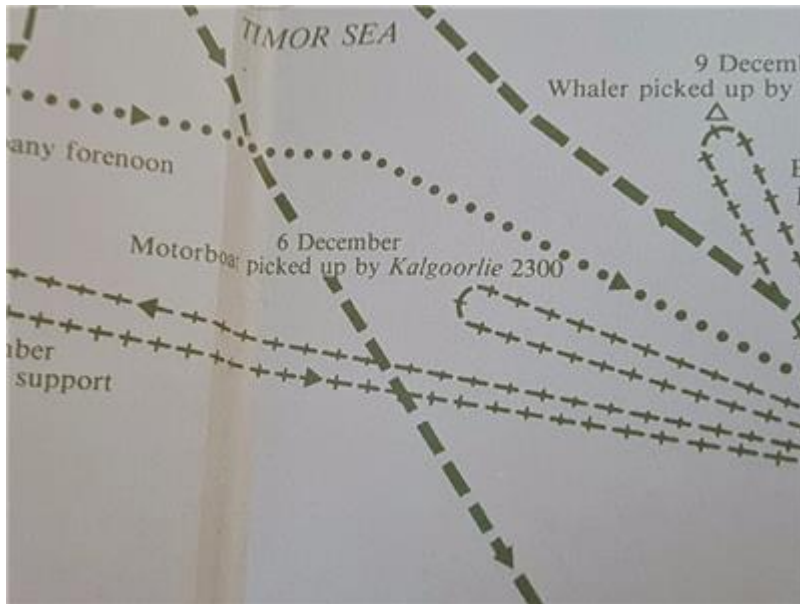 TIMOR SEA
9 Decem
Whaler picked up by
any forenoon
6 December
Motorboat picked up by Kalgoorlie 2300
ber
support